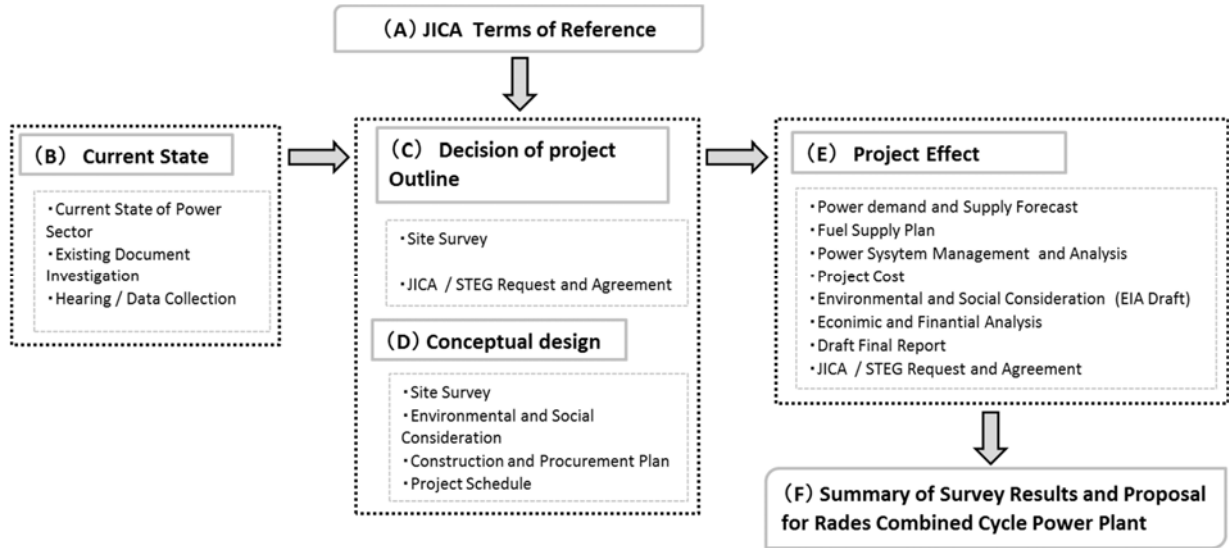 (A) JICA Terms of Reference
(B) Current State
・Current State of Power
Sector
・Existing Document
Investigation
・Hearing / Data Collection
(C) Decision of project
Outline
・Site Survey
・JICA / STEG Request and Agreement
(D) Conceptual design
・Site Survey
・Environmental and Social
Consideration
・Construction and Procurement Plan
・Project Schedule
(E) Project Effect
・Power demand and Supply Forecast
・Fuel Supply Plan
・Power Sysytem Management and Analysis
・Project Cost
・Environmental and Social Consideration (EIA Draft)
・Econimic and Finantial Analysis
・Draft Final Report
・JICA / STEG Request and Agreement
(F) Summary of Survey Results and Proposal
for Rades Combined Cycle Power Plant